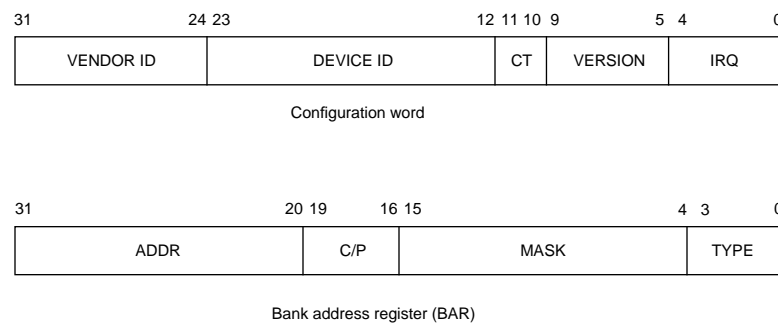 31 24 23 12 11 10 9 5 4 0
VENDOR ID DEVICE ID CT VERSION IRQ
Configuration word
31 20 19 16 15 4 3 0
ADDR C/P MASK TYPE
Bank address register (BAR)